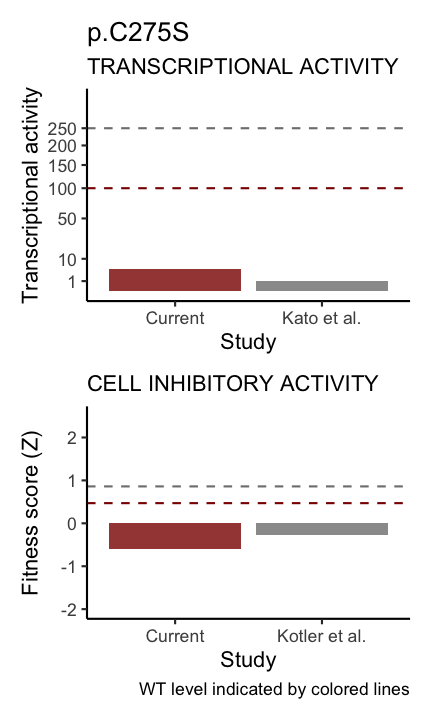 p.C275S
TRANSCRIPTIONAL ACTIVITY
Transcriptional activity
250
200
150
100
50
10
1
Current
Kato et al.
Study
CELL INHIBITORY ACTIVITY
Fitness score (Z)
2
1
0
-1
-2
Current
Kotler et al.
Study
WT level indicated by colored lines